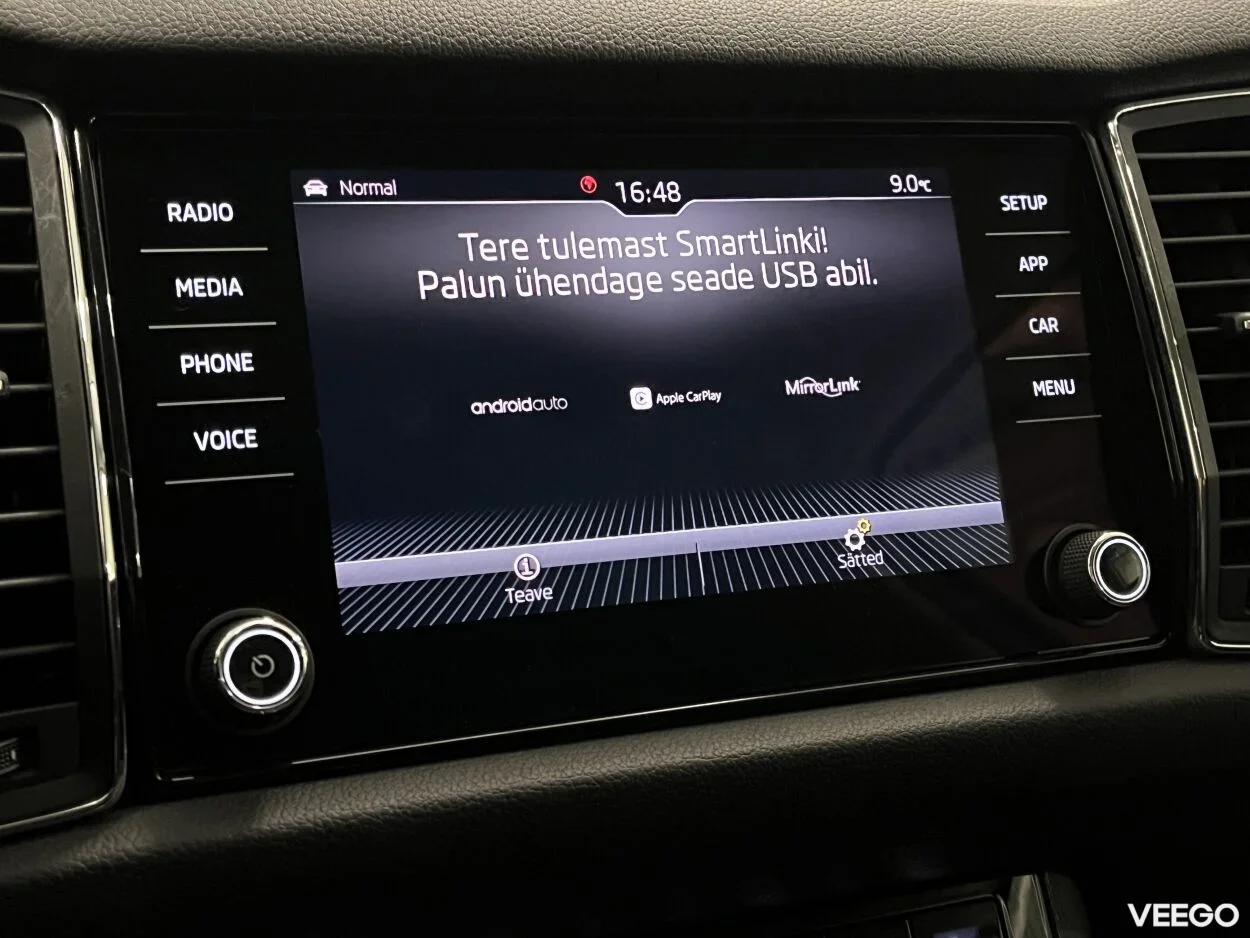 Normal
16:48
9.0°C
RADIO
MEDIA
PHONE
VOICE
Tere tulemast SmartLinki!
Palun ühendage seade USB abil.
androidauto
Apple CarPlay
MirrorLink
Teave
Sätted
SETUP
APP
CAR
MENU
VEEGO